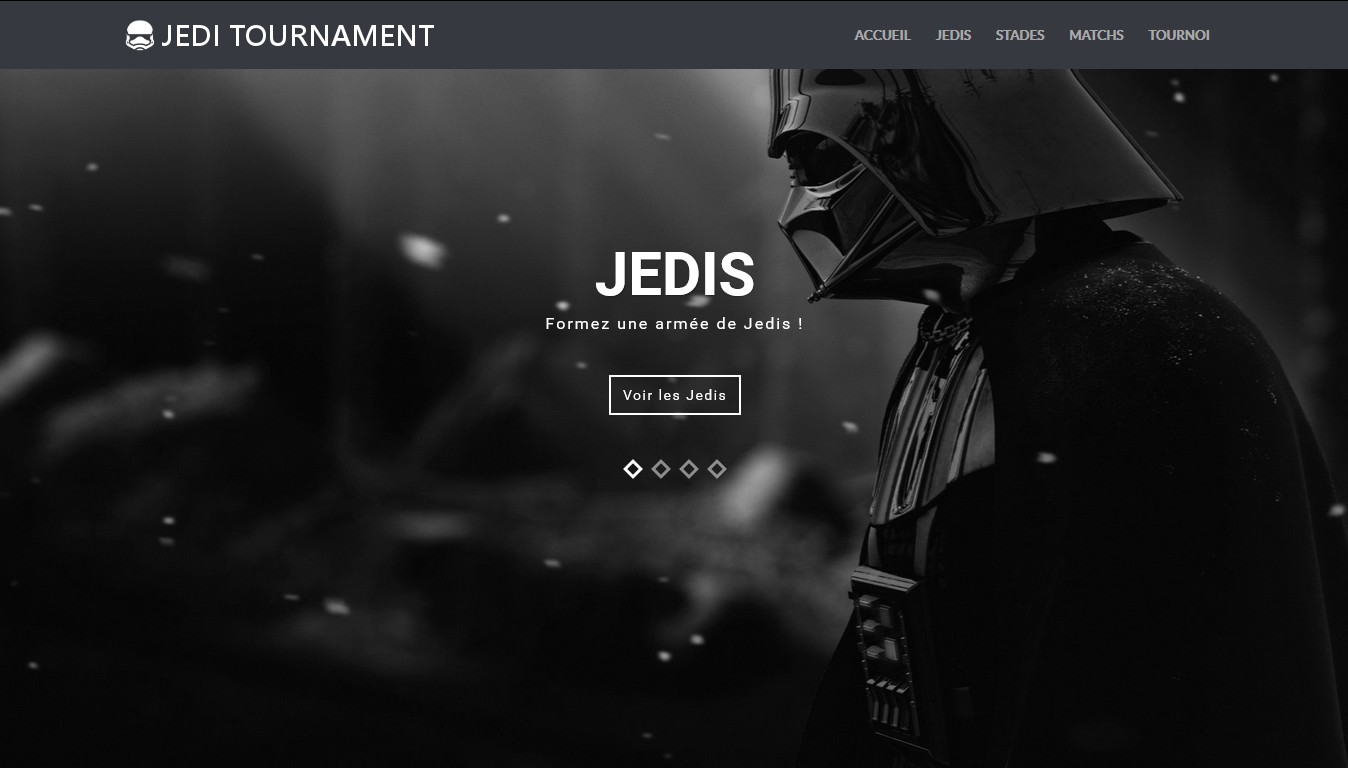 JEDI TOURNAMENT
ACCUEIL JEDIS STADES MATCHS TOURNOI
JEDIS
Formez une armée de Jedis !
Voir les Jedis